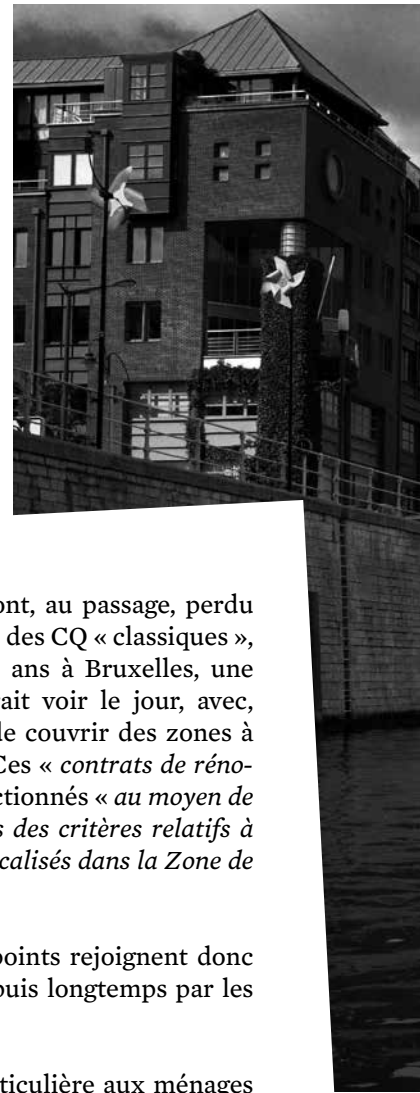 ont, au passage, perdu
des CQ « classiques »,
ans à Bruxelles, une
ait voir le jour, avec,
le couvrir des zones à
Ces « contrats de réno-
ctionnés « au moyen de
s des critères relatifs à
calisés dans la Zone de
points rejoignent donc
puis longtemps par les
ticulière aux ménages